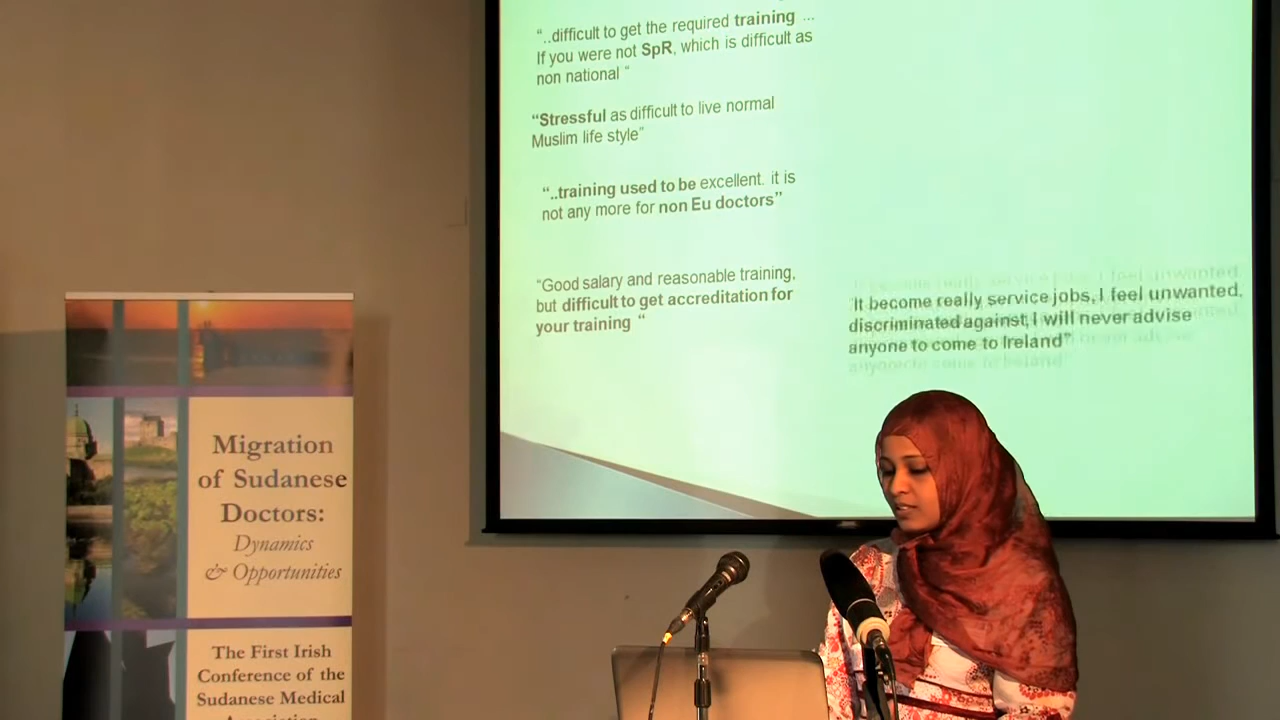 “..difficult to get the required training ...
If you were not SpR, which is difficult as
non national “
“Stressful as difficult to live normal
Muslim life style”
“..training used to be excellent. it is
not any more for non Eu doctors”
“Good salary and reasonable training,
but difficult to get accreditation for
your training “
It become really service jobs, I feel unwanted,
discriminated against, I will never advise
anyone to come to Ireland”
Migration
of Sudanese
Doctors:
Dynamics
& Opportunities
The First Irish
Conference of the
Sudanese Medical
Association